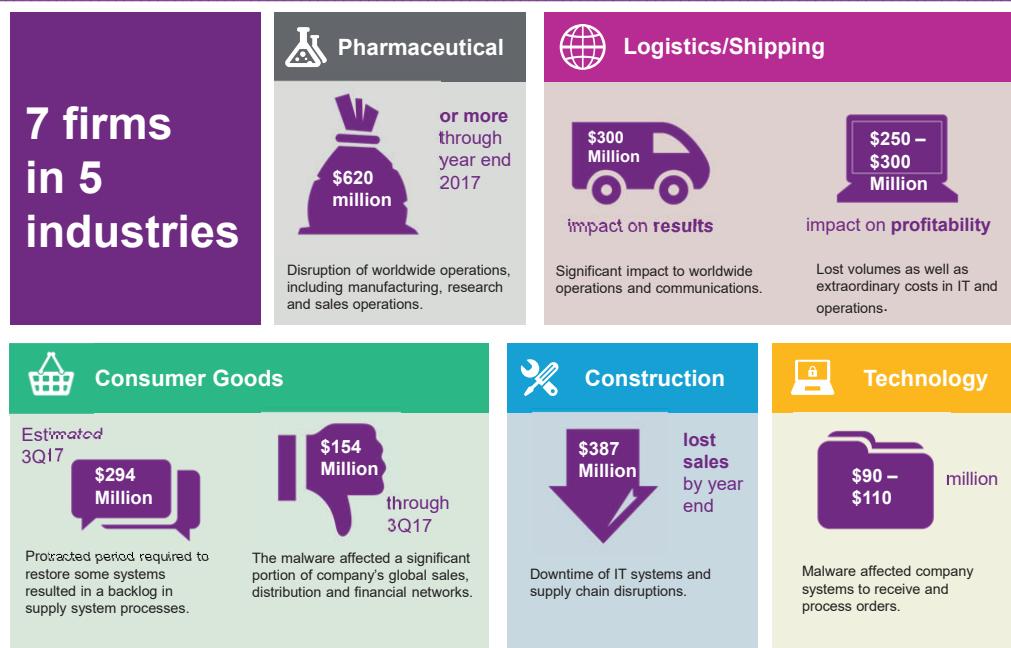 7 firms
in 5
industries
Pharmaceutical
$620
million
or more
through
year end
2017
Disruption of worldwide operations,
including manufacturing, research
and sales operations.
Logistics/Shipping
$300
Million
impact on results
Significant impact to worldwide
operations and communications.
$250 –
$300
Million
impact on profitability
Lost volumes as well as
extraordinary costs in IT and
operations.
Consumer Goods
Estimated
3Q17
$294
Million
Protracted period required to
restore some systems
resulted in a backlog in
supply system processes.
$154
Million
through
3Q17
The malware affected a significant
portion of company's global sales,
distribution and financial networks.
Construction
$387
Million
lost
sales
by year
end
Downtime of IT systems and
supply chain disruptions.
Technology
$90 –
$110
million
Malware affected company
systems to receive and
process orders.